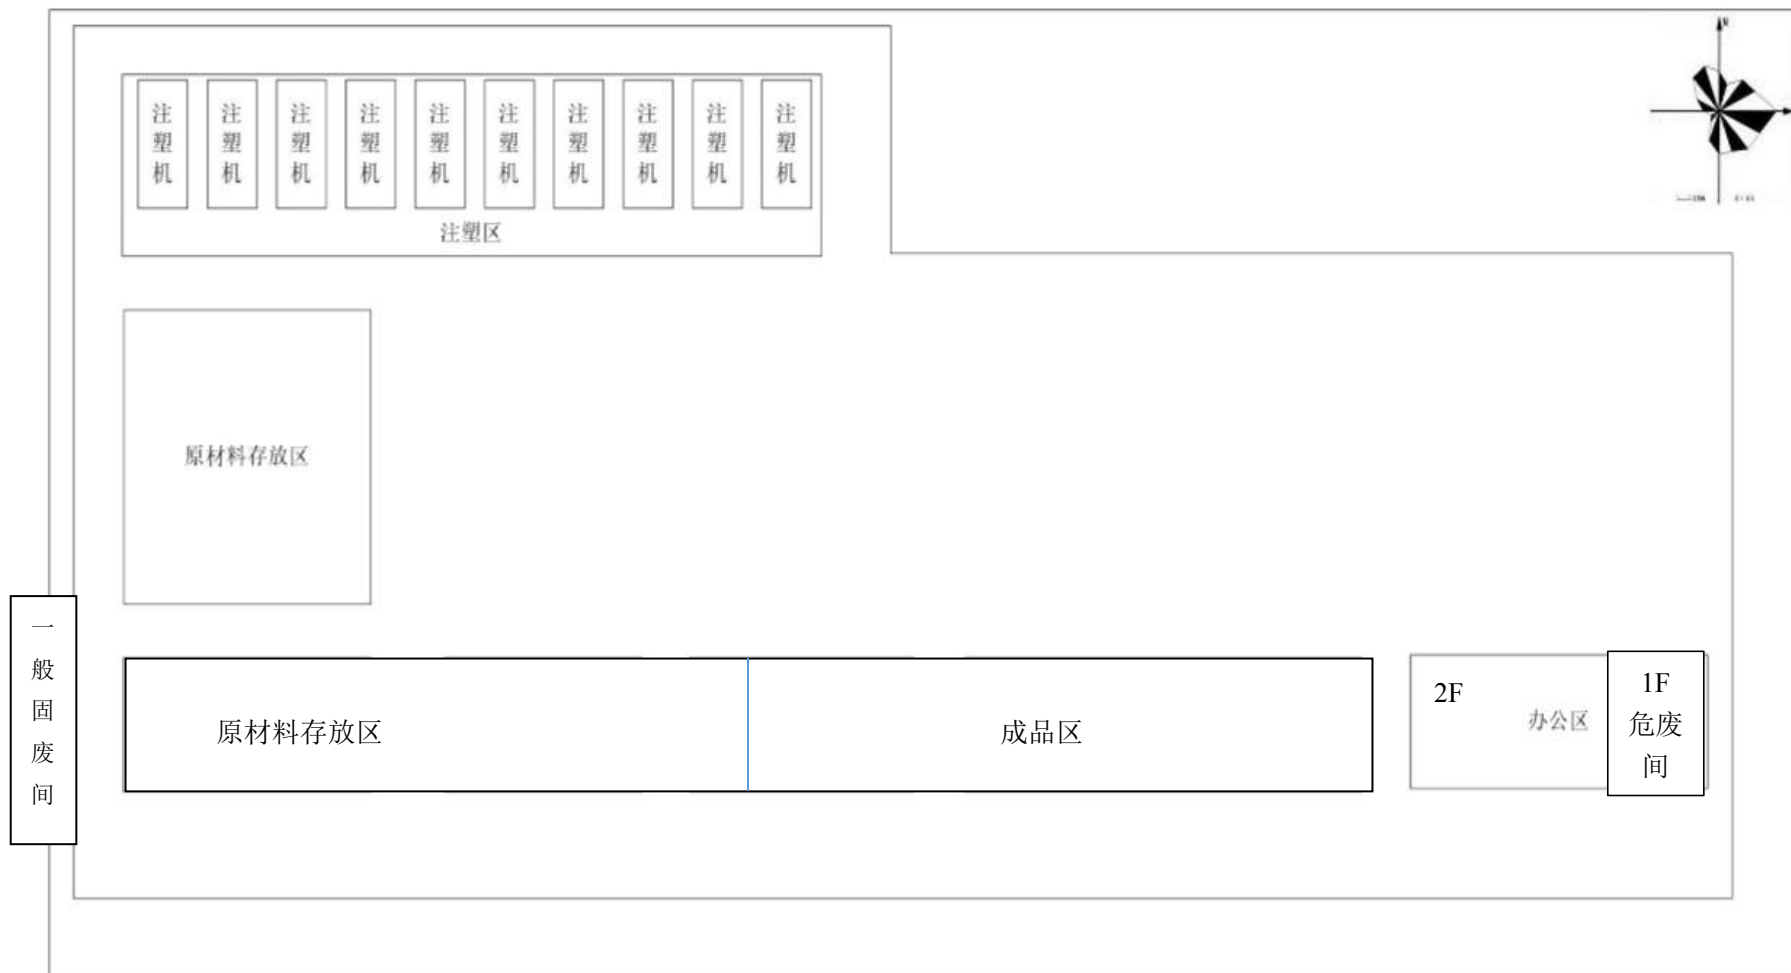 N
注塑机
注塑机
注塑机
注塑机
注塑机
注塑机
注塑机
注塑机
注塑机
注塑机
注塑区
原材料存放区
一般固废间
原材料存放区
成品区
2F
办公区
1F
危废
间